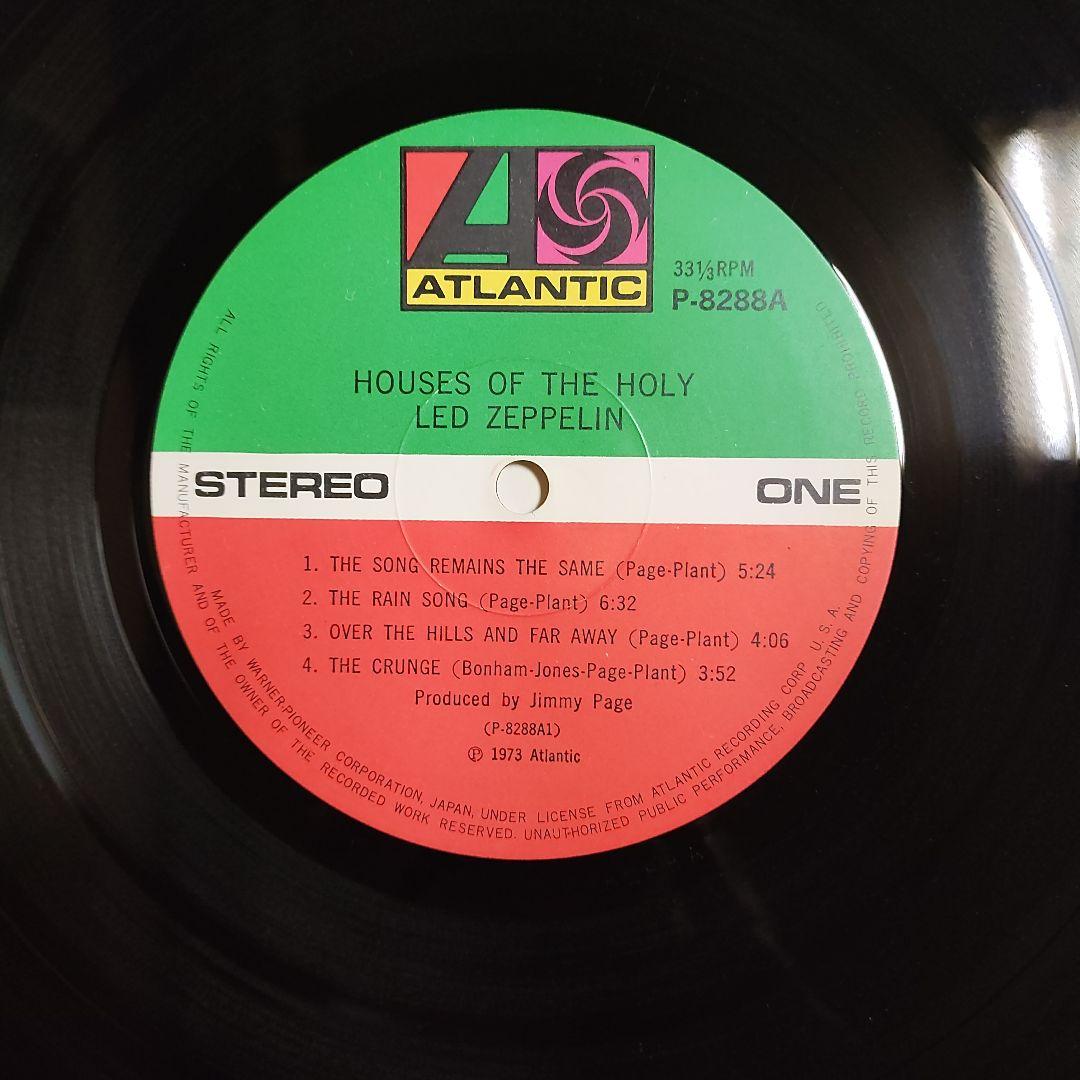 ATLANTIC
33⅓RPM
P-8288A
HOUSES OF THE HOLY
LED ZEPPELIN
STEREO
ONE
1. THE SONG REMAINS THE SAME (Page-Plant) 5:24
2. THE RAIN SONG (Page-Plant) 6:32
3. OVER THE HILLS AND FAR AWAY (Page-Plant) 4:06
4. THE CRUNGE (Bonham-Jones-Page-Plant) 3:52
Produced by Jimmy Page
(P-8288A1)
Ⓟ 1973 Atlantic
MADE BY WARNER-PIONEER CORPORATION, JAPAN, UNDER LICENSE FROM ATLANTIC RECORDING CORP U. S. A.
ALL RIGHTS OF THE MANUFACTURER AND OF THE OWNER OF THE RECORDED WORK RESERVED. UNAUTHORIZED PUBLIC PERFORMANCE, BROADCASTING AND COPYING OF THIS RECORD PROHIBITED